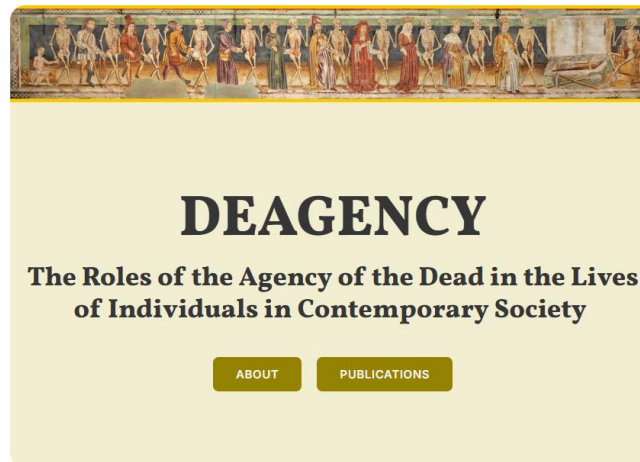 DEAGENCY
The Roles of the Agency of the Dead in the Lives
of Individuals in Contemporary Society
ABOUT
PUBLICATIONS